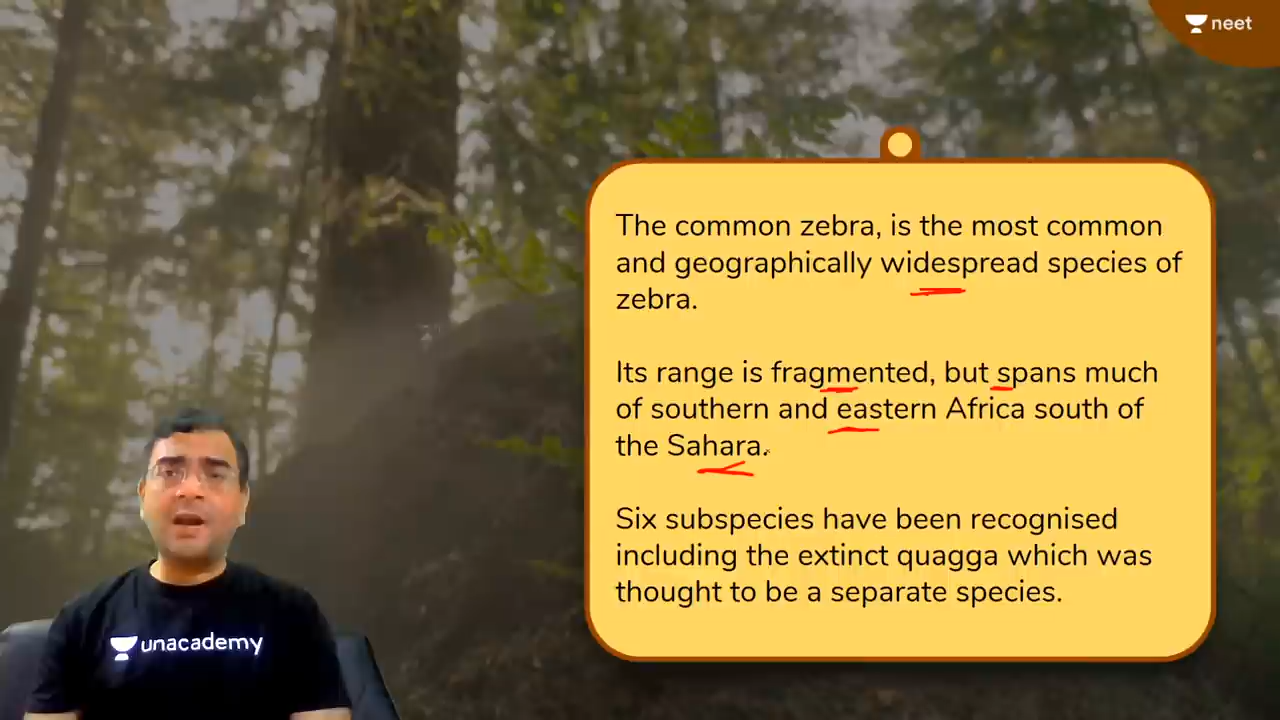 neet
The common zebra, is the most common
and geographically widespread species of
zebra.
Its range is fragmented, but spans much
of southern and eastern Africa south of
the Sahara.
Six subspecies have been recognised
including the extinct quagga which was
thought to be a separate species.
unacademy